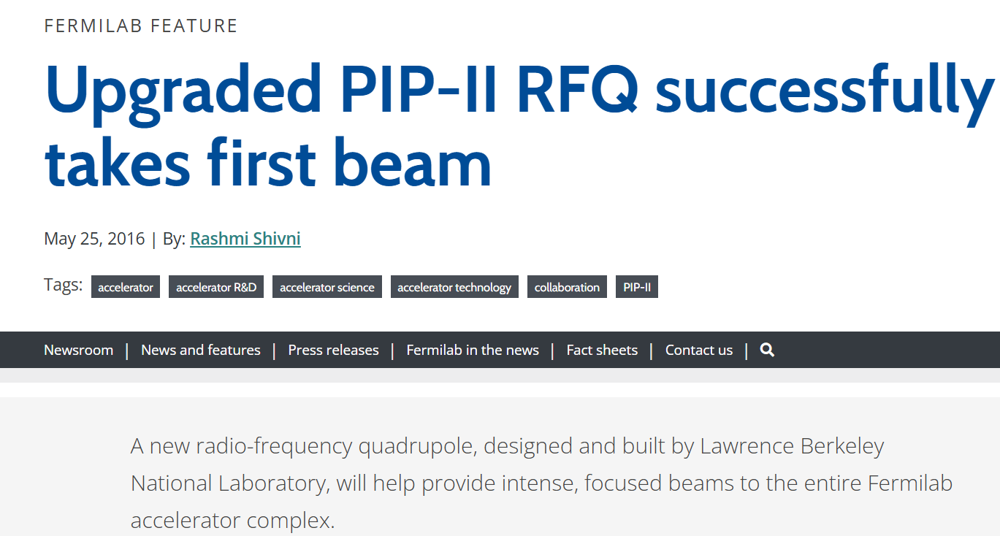 FERMILAB FEATURE
Upgraded PIP-II RFQ successfully
takes first beam
May 25, 2016 | By: Rashmi Shivni
Tags: accelerator accelerator R&D accelerator science accelerator technology collaboration PIP-II
Newsroom | News and features | Press releases | Fermilab in the news | Fact sheets | Contact us |
A new radio-frequency quadrupole, designed and built by Lawrence Berkeley
National Laboratory, will help provide intense, focused beams to the entire Fermilab
accelerator complex.